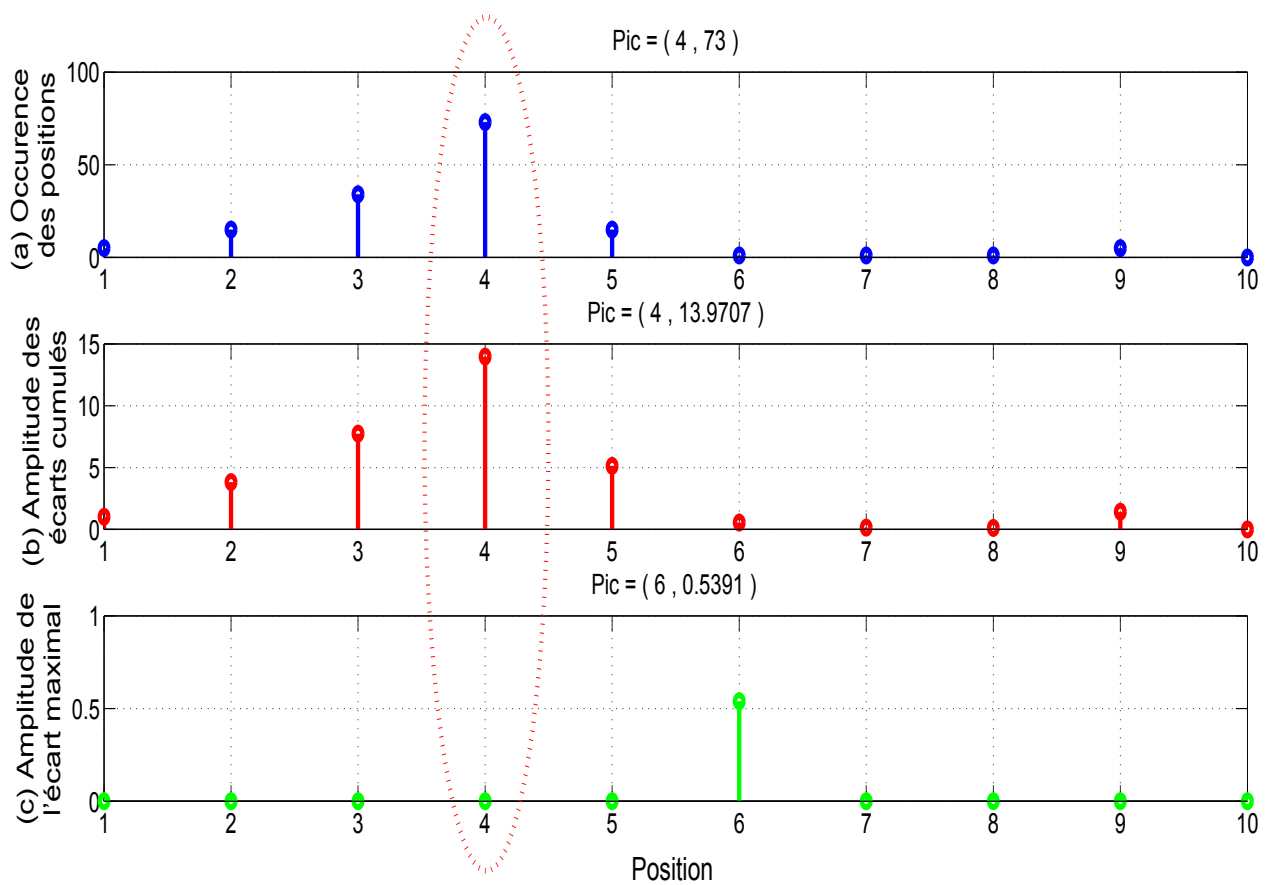 Pic = ( 4 , 73 )
(a) Occurence
des positions
100
50
0
1 2 3 4 5 6 7 8 9 10
Pic = ( 4 , 13.9707 )
(b) Amplitude des
écarts cumulés
15
10
5
0
1 2 3 4 5 6 7 8 9 10
Pic = ( 6 , 0.5391 )
(c) Amplitude de
l'écart maximal
1
0.5
0
1 2 3 4 5 6 7 8 9 10
Position